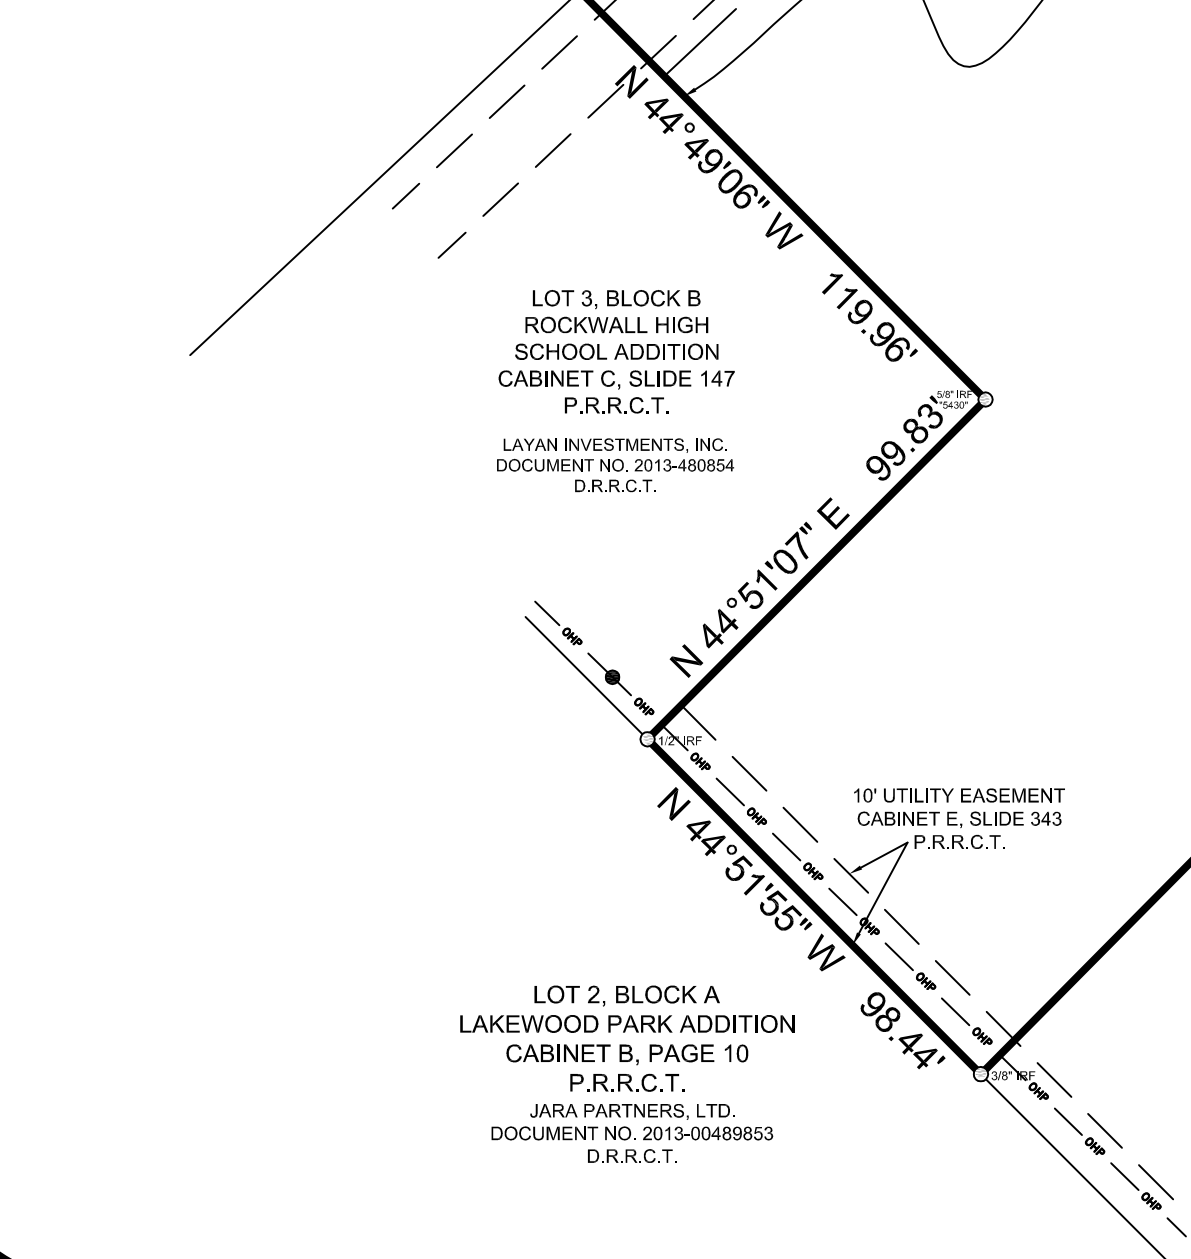 N 44°49'06" W 119.96'
LOT 3, BLOCK B
ROCKWALL HIGH
SCHOOL ADDITION
CABINET C, SLIDE 147
P.R.R.C.T.
LAYAN INVESTMENTS, INC.
DOCUMENT NO. 2013-480854
D.R.R.C.T.
5/8" IRF
"5430"
N 44°51'07" E 99.83'
OHP
OHP
1/2" IRF
OHP
OHP
OHP
OHP
OHP
OHP
10' UTILITY EASEMENT
CABINET E, SLIDE 343
P.R.R.C.T.
N 44°51'55" W 98.44'
LOT 2, BLOCK A
LAKEWOOD PARK ADDITION
CABINET B, PAGE 10
P.R.R.C.T.
JARA PARTNERS, LTD.
DOCUMENT NO. 2013-00489853
D.R.R.C.T.
3/8" IRF
OHP
OHP
OHP